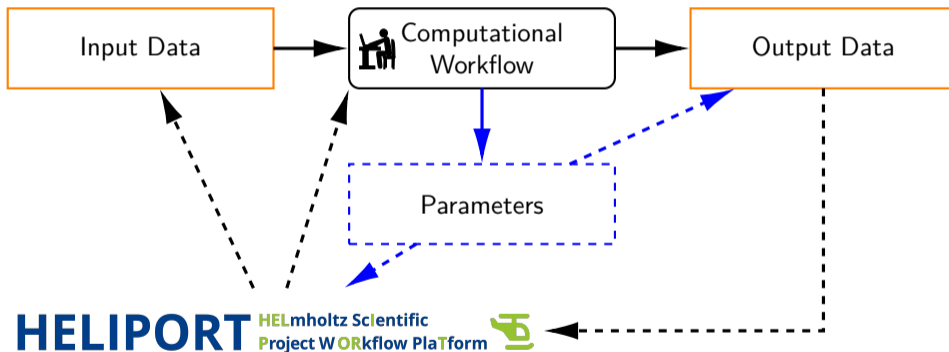 Input Data
Computational
Workflow
Output Data
Parameters
HELIPORT
HELmholtz ScIentific
Project WORkflow PlaTform